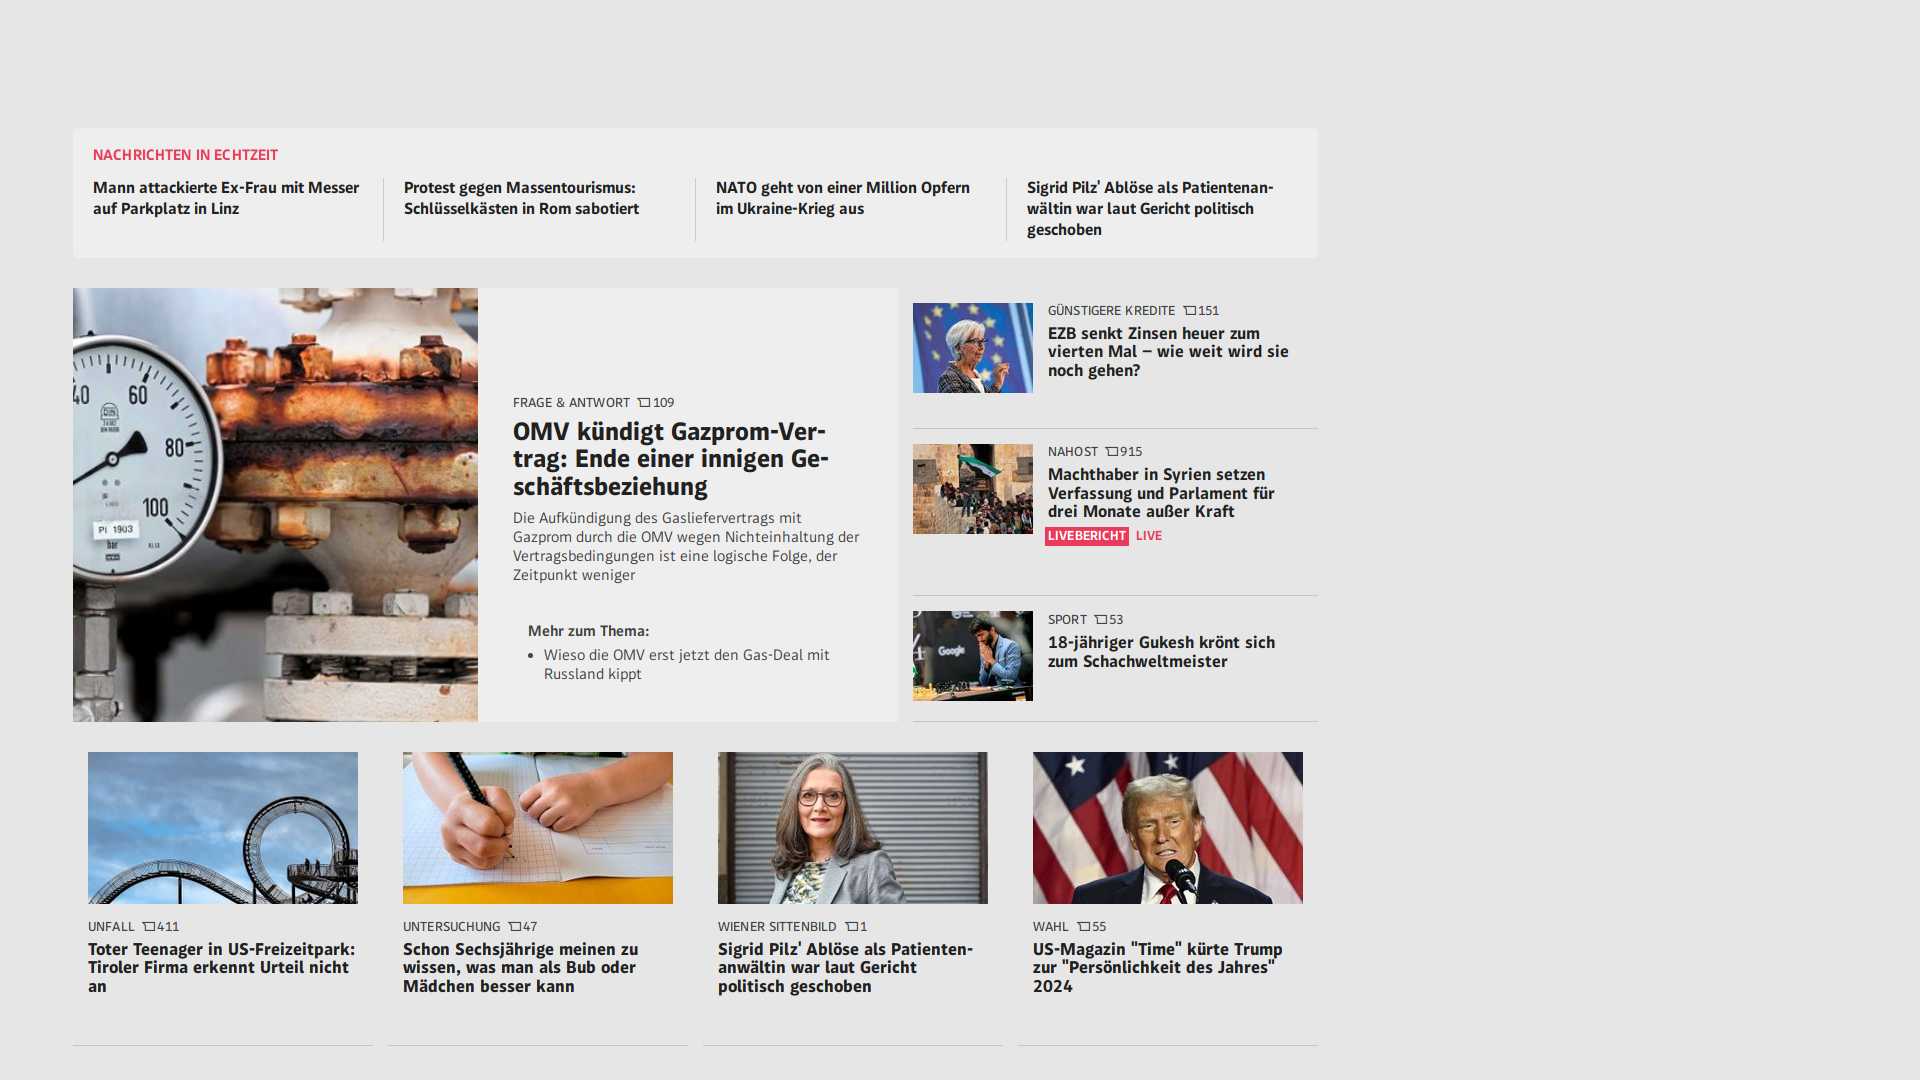 NACHRICHTEN IN ECHTZEIT
Mann attackierte Ex-Frau mit Messer
auf Parkplatz in Linz
Protest gegen Massentourismus:
Schlüsselkästen in Rom sabotiert
NATO geht von einer Million Opfern
im Ukraine-Krieg aus
Sigrid Pilz' Ablöse als Patientenan-
wältin war laut Gericht politisch
geschoben
40
60
80
100
PI 1903
bar
FRAGE & ANTWORT 109
OMV kündigt Gazprom-Ver-
trag: Ende einer innigen Ge-
schäftsbeziehung
Die Aufkündigung des Gasliefervertrags mit
Gazprom durch die OMV wegen Nichteinhaltung der
Vertragsbedingungen ist eine logische Folge, der
Zeitpunkt weniger
Mehr zum Thema:
• Wieso die OMV erst jetzt den Gas-Deal mit
Russland kippt
GÜNSTIGERE KREDITE 151
EZB senkt Zinsen heuer zum
vierten Mal – wie weit wird sie
noch gehen?
NAHOST 915
Machthaber in Syrien setzen
Verfassung und Parlament für
drei Monate außer Kraft
LIVEBERICHT LIVE
Google
SPORT 53
18-jähriger Gukesh krönt sich
zum Schachweltmeister
UNFALL 411
Toter Teenager in US-Freizeitpark:
Tiroler Firma erkennt Urteil nicht
an
UNTERSUCHUNG 47
Schon Sechsjährige meinen zu
wissen, was man als Bub oder
Mädchen besser kann
WIENER SITTENBILD 1
Sigrid Pilz' Ablöse als Patienten-
anwältin war laut Gericht
politisch geschoben
WAHL 55
US-Magazin "Time" kürte Trump
zur "Persönlichkeit des Jahres"
2024